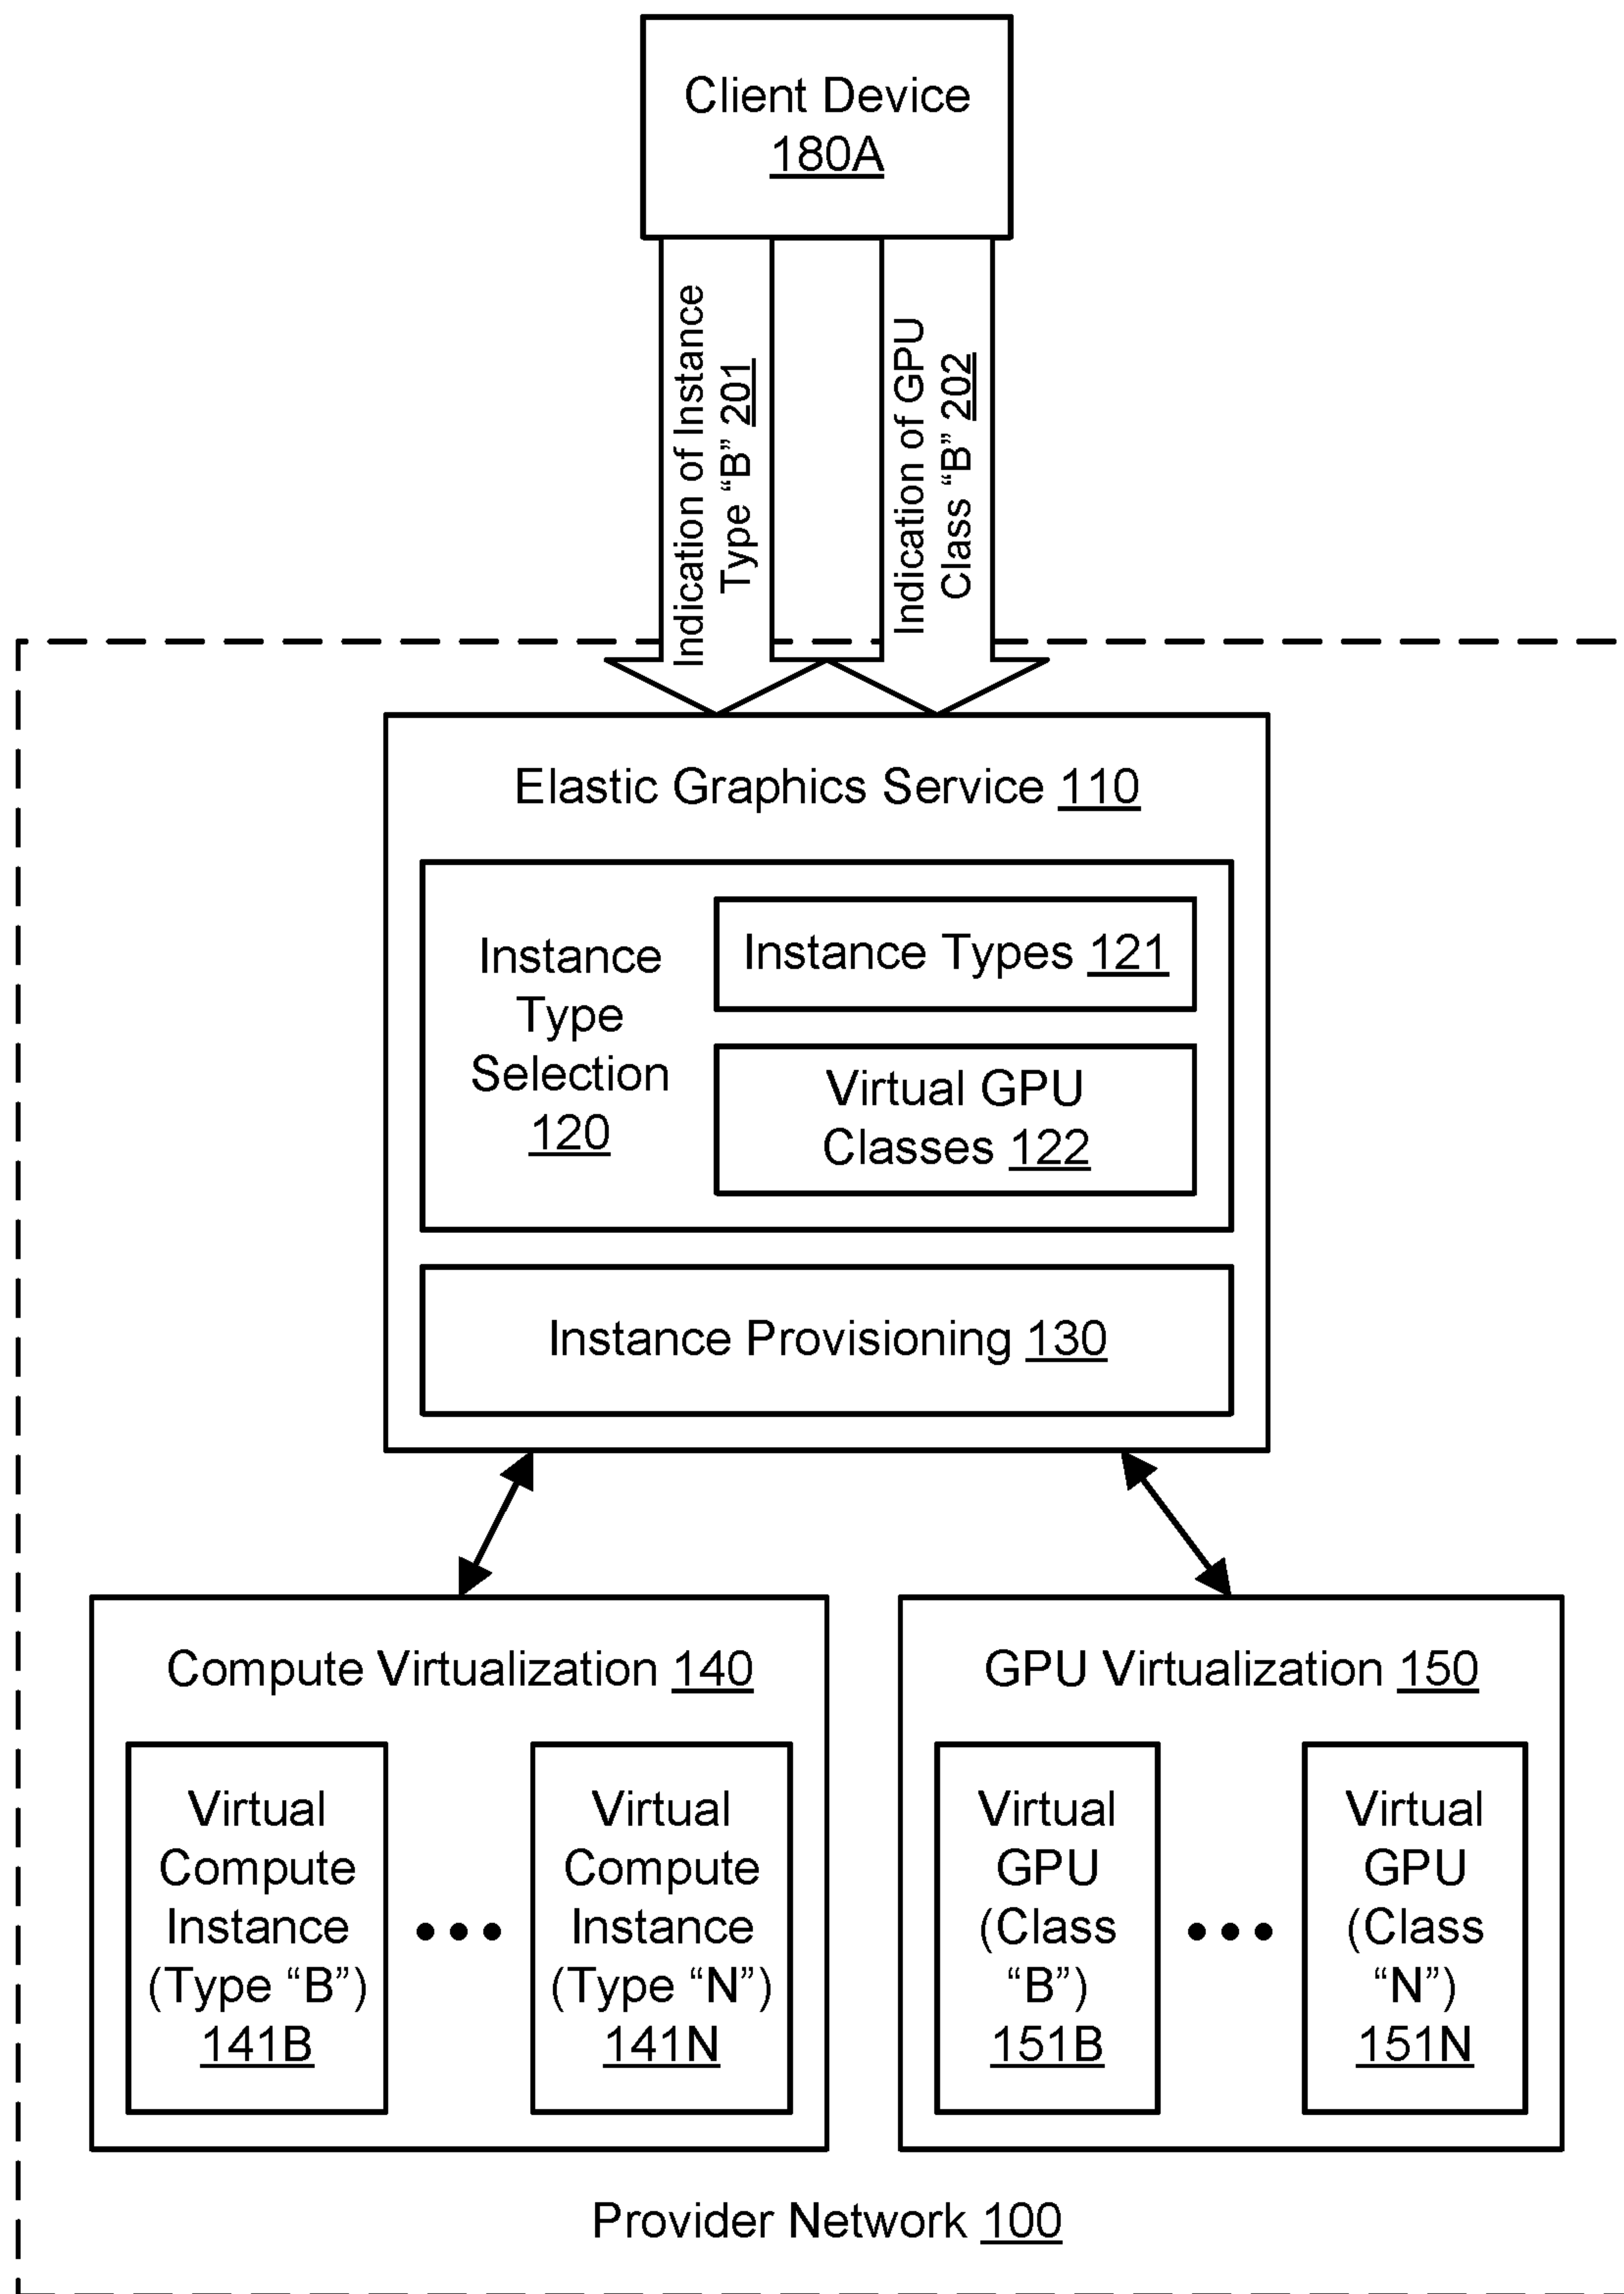 Client Device
180A
Indication of Instance
Type “B” 201
Indication of GPU
Class “B” 202
Elastic Graphics Service 110
Instance
Type
Selection
120
Instance Types 121
Virtual GPU
Classes 122
Instance Provisioning 130
Compute Virtualization 140
Virtual
Compute
Instance
(Type “B”)
141B
Virtual
Compute
Instance
(Type “N”)
141N
GPU Virtualization 150
Virtual
GPU
(Class
“B”)
151B
Virtual
GPU
(Class
“N”)
151N
Provider Network 100